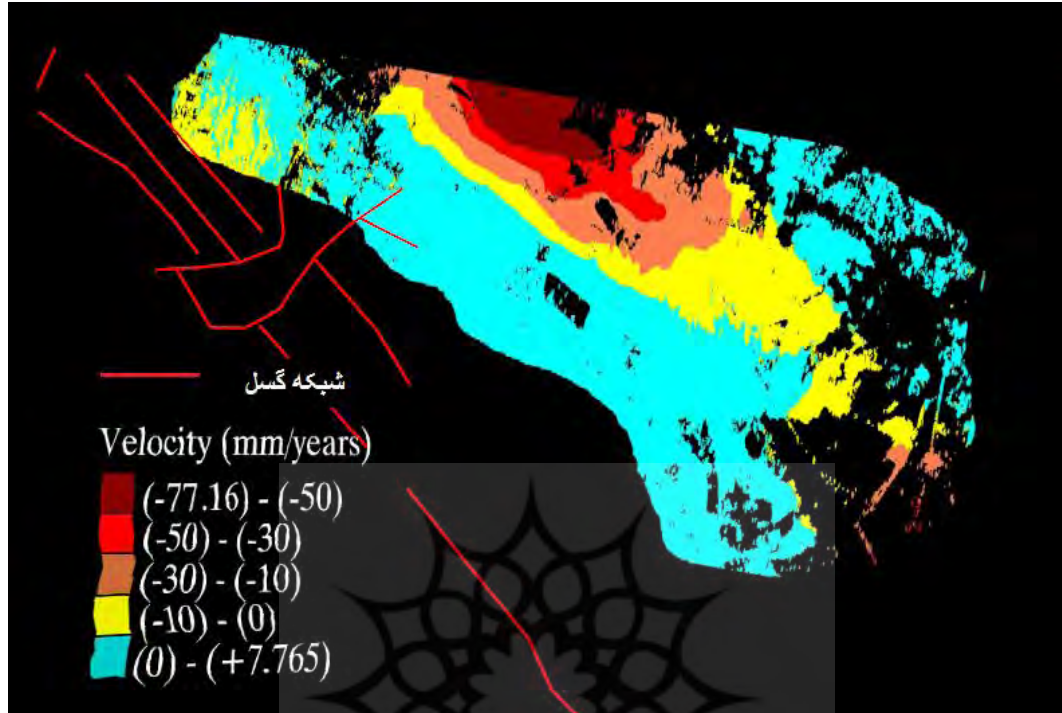 شبکه گسل
Velocity (mm/years)
(-77.16) - (-50)
(-50) - (-30)
(-30) - (-10)
(-10) - (0)
(0) - (+7.765)